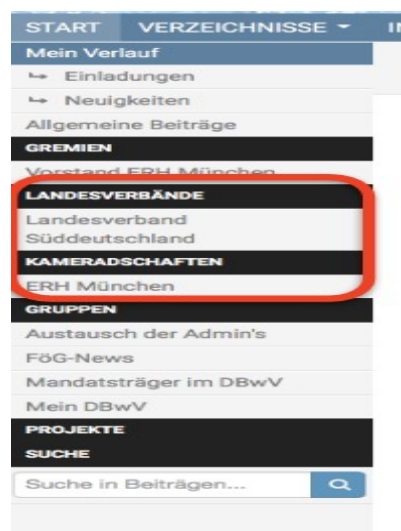 START VERZEICHNISSE
Mein Verlauf
↳ Einladungen
↳ Neuigkeiten
Allgemeine Beiträge
GREMIEN
Vorstand ERH München
LANDESVERBÄNDE
Landesverband
Süddeutschland
KAMERADSCHAFTEN
ERH München
GRUPPEN
Austausch der Admin's
FöG-News
Mandatsträger im DBwV
Mein DBwV
PROJEKTE
SUCHE
Suche in Beiträgen...